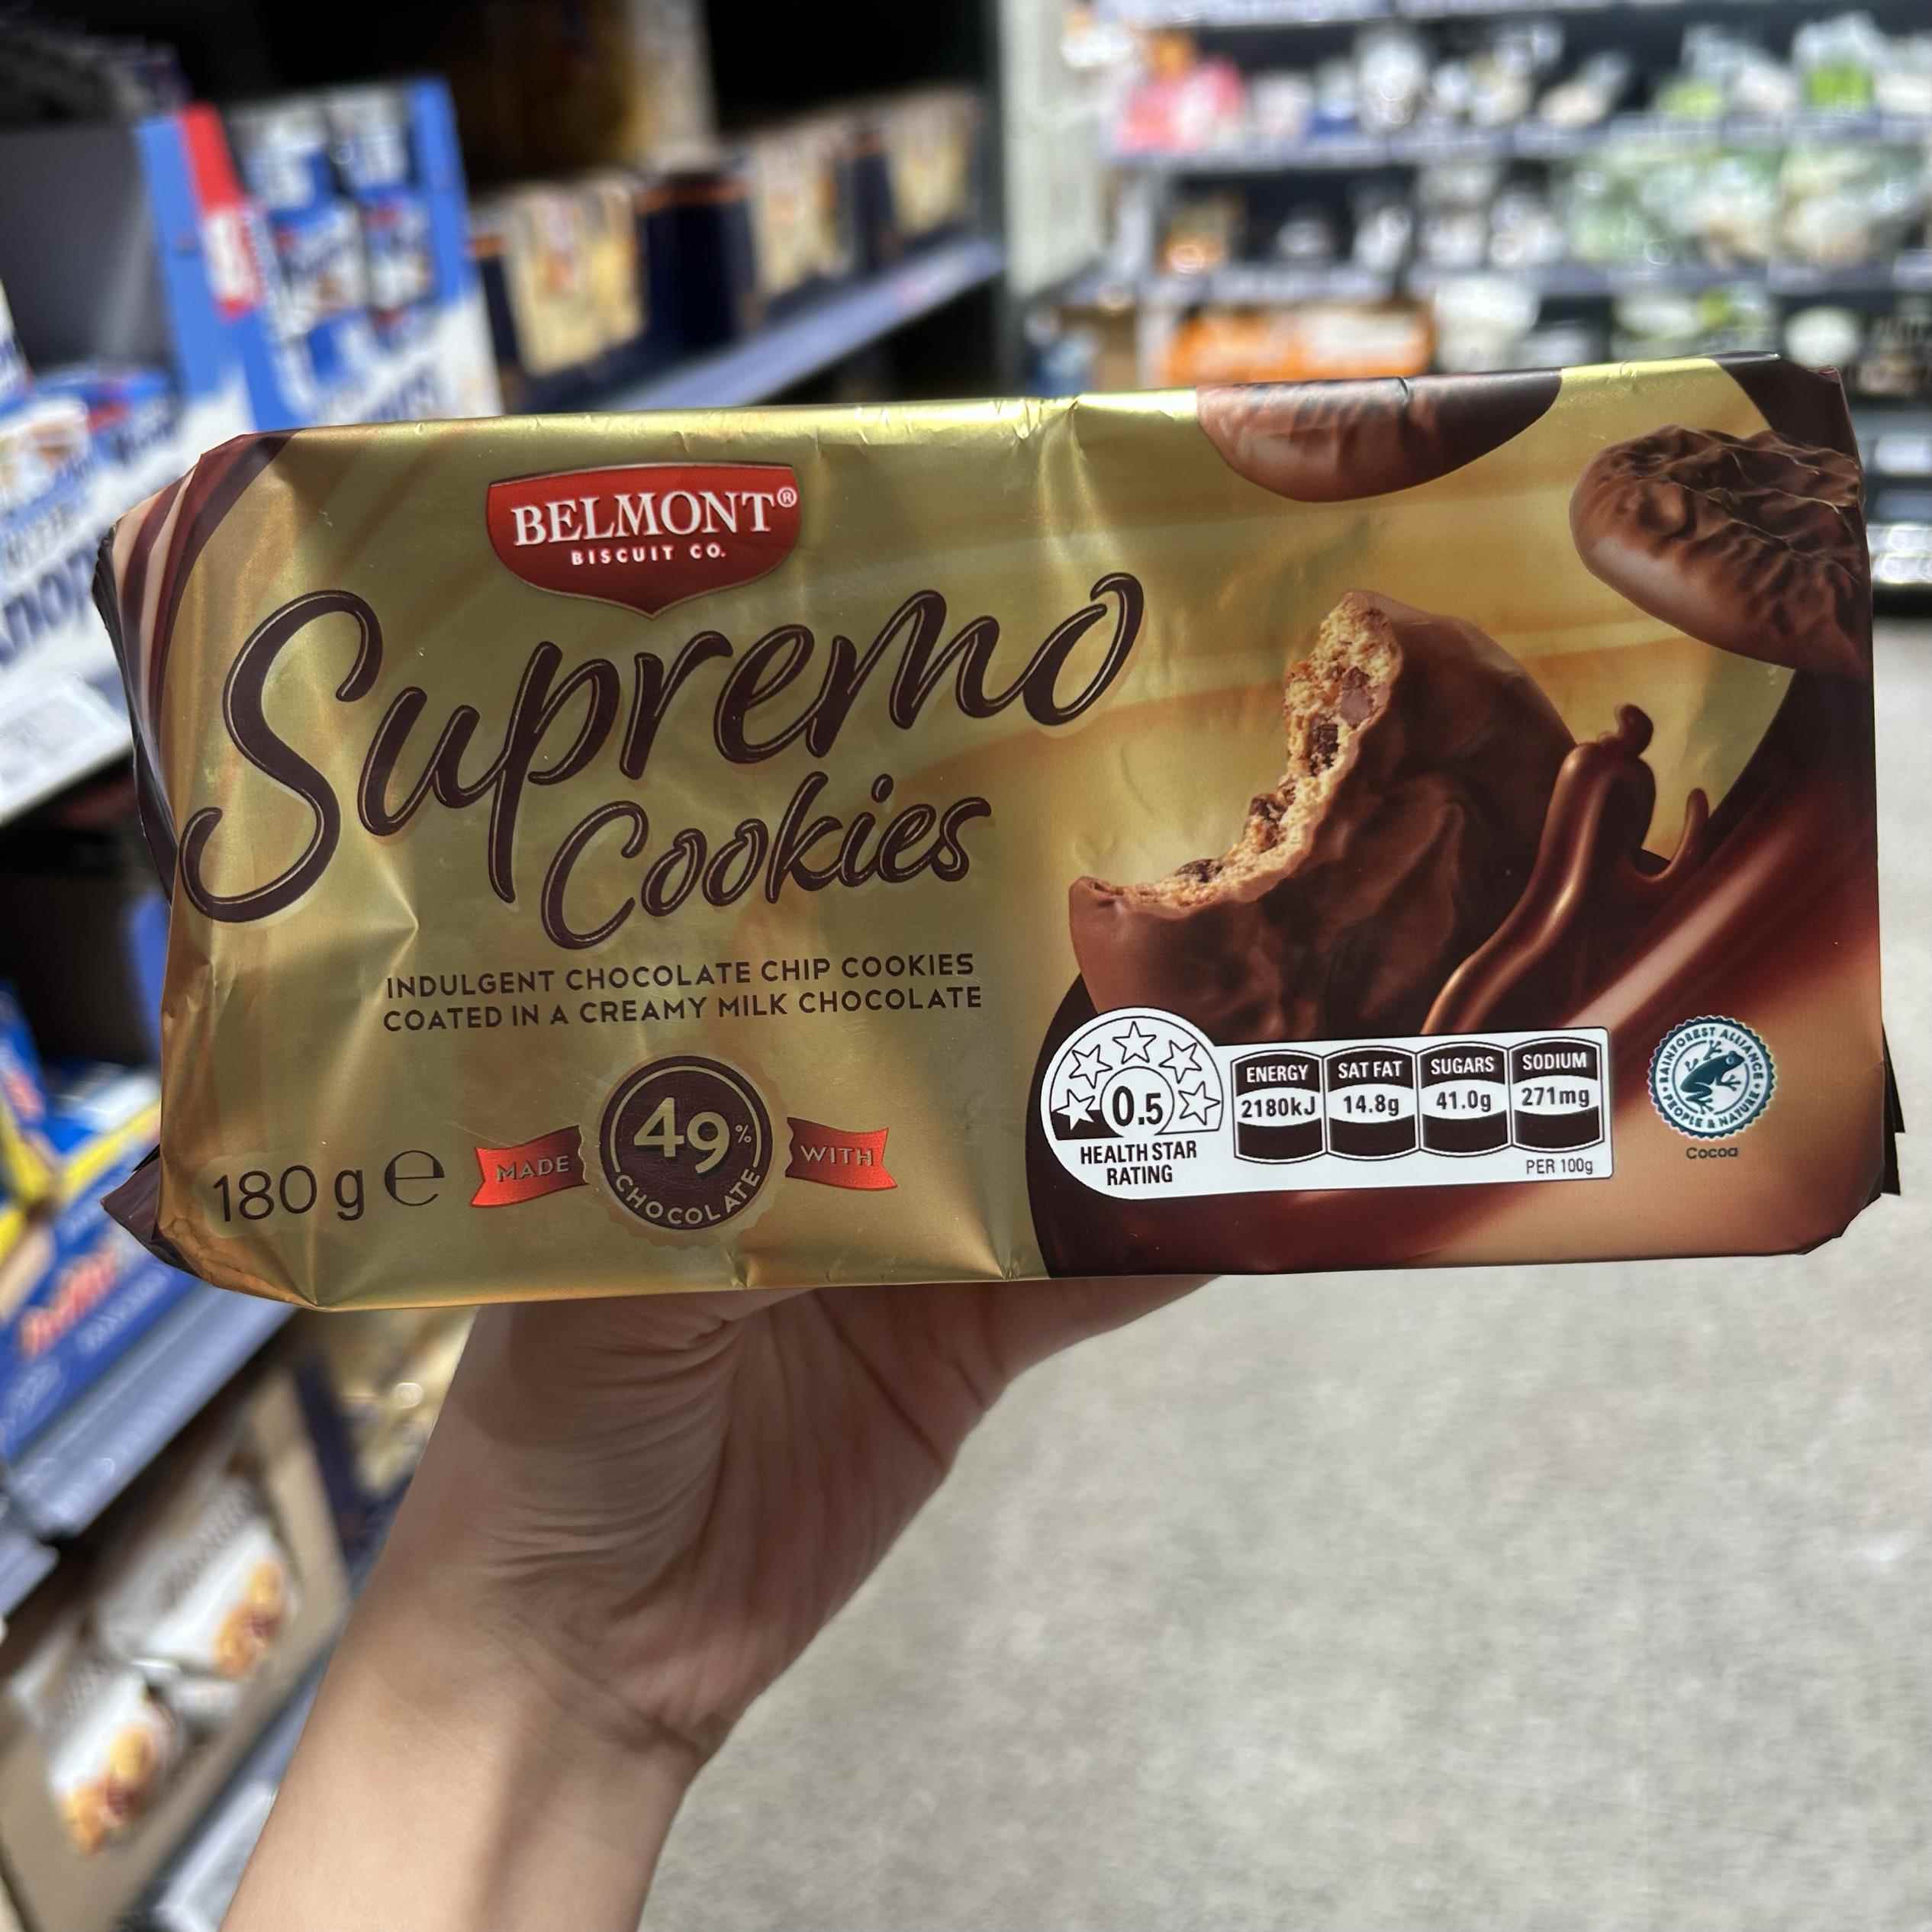 BELMONT®
BISCUIT CO.
Supremo
Cookies
INDULGENT CHOCOLATE CHIP COOKIES
COATED IN A CREAMY MILK CHOCOLATE
180 g e
MADE
49%
CHOCOLATE
WITH
0.5
HEALTH STAR
RATING
ENERGY
2180kJ
SAT FAT
14.8g
SUGARS
41.0g
SODIUM
271mg
PER 100g
RAINFOREST ALLIANCE
PEOPLE & NATURE
Cocoa